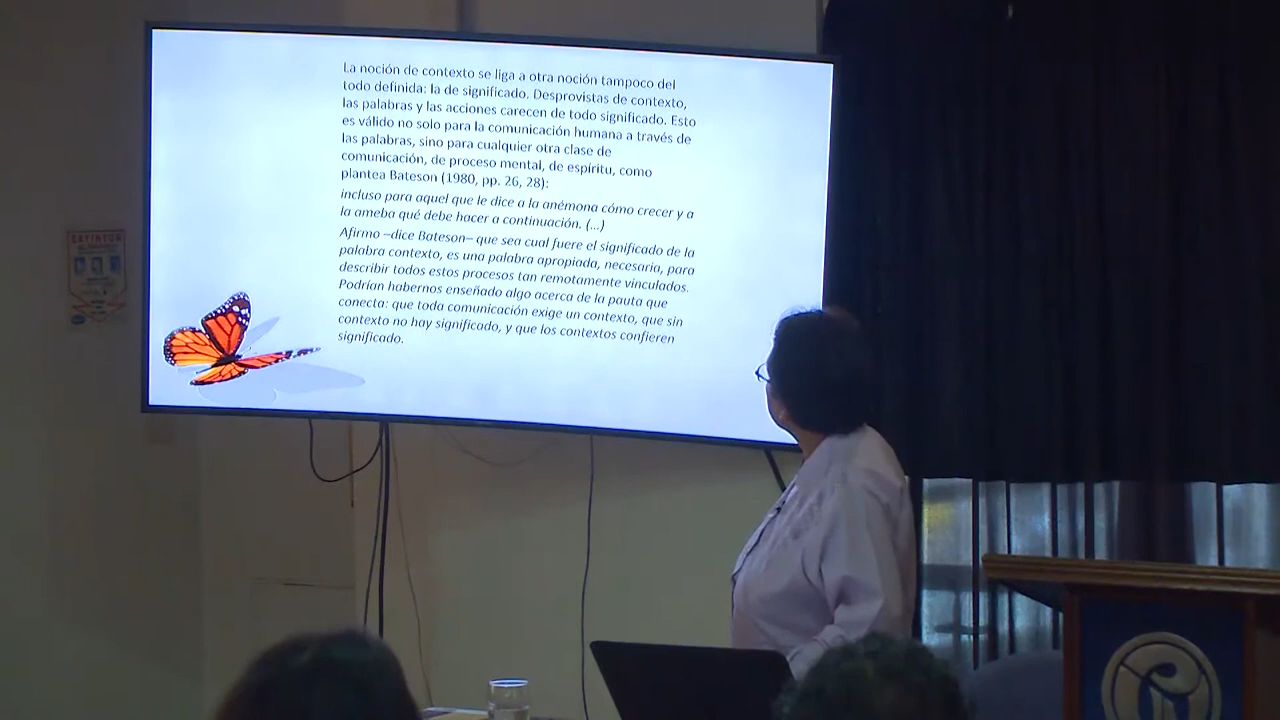 La noción de contexto se liga a otra noción tampoco del
todo definida: la de significado. Desprovistas de contexto,
las palabras y las acciones carecen de todo significado. Esto
es válido no solo para la comunicación humana a través de
las palabras, sino para cualquier otra clase de
comunicación, de proceso mental, de espíritu, como
plantea Bateson (1980, pp. 26, 28):
incluso para aquel que le dice a la anémona cómo crecer y a
la ameba qué debe hacer a continuación. (...)
Afirmo –dice Bateson– que sea cual fuere el significado de la
palabra contexto, es una palabra apropiada, necesaria, para
describir todos estos procesos tan remotamente vinculados.
Podrían habernos enseñado algo acerca de la pauta que
conecta: que toda comunicación exige un contexto, que sin
contexto no hay significado, y que los contextos confieren
significado.
EXTINTOR